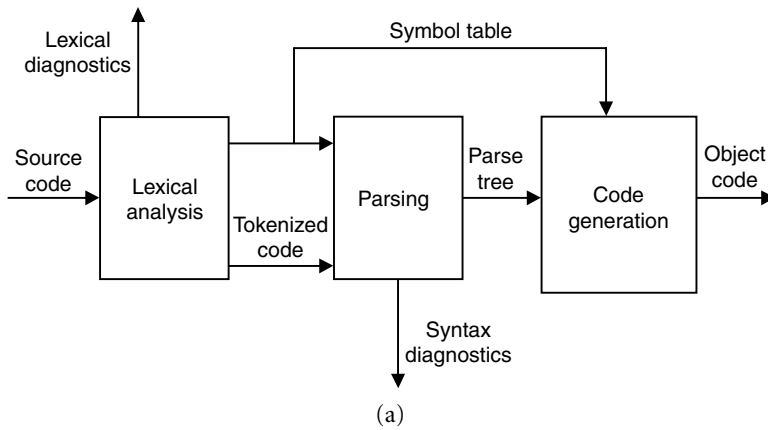 Lexical
diagnostics
Symbol table
Source
code
Lexical
analysis
Tokenized
code
Parsing
Parse
tree
Code
generation
Object
code
Syntax
diagnostics
(a)